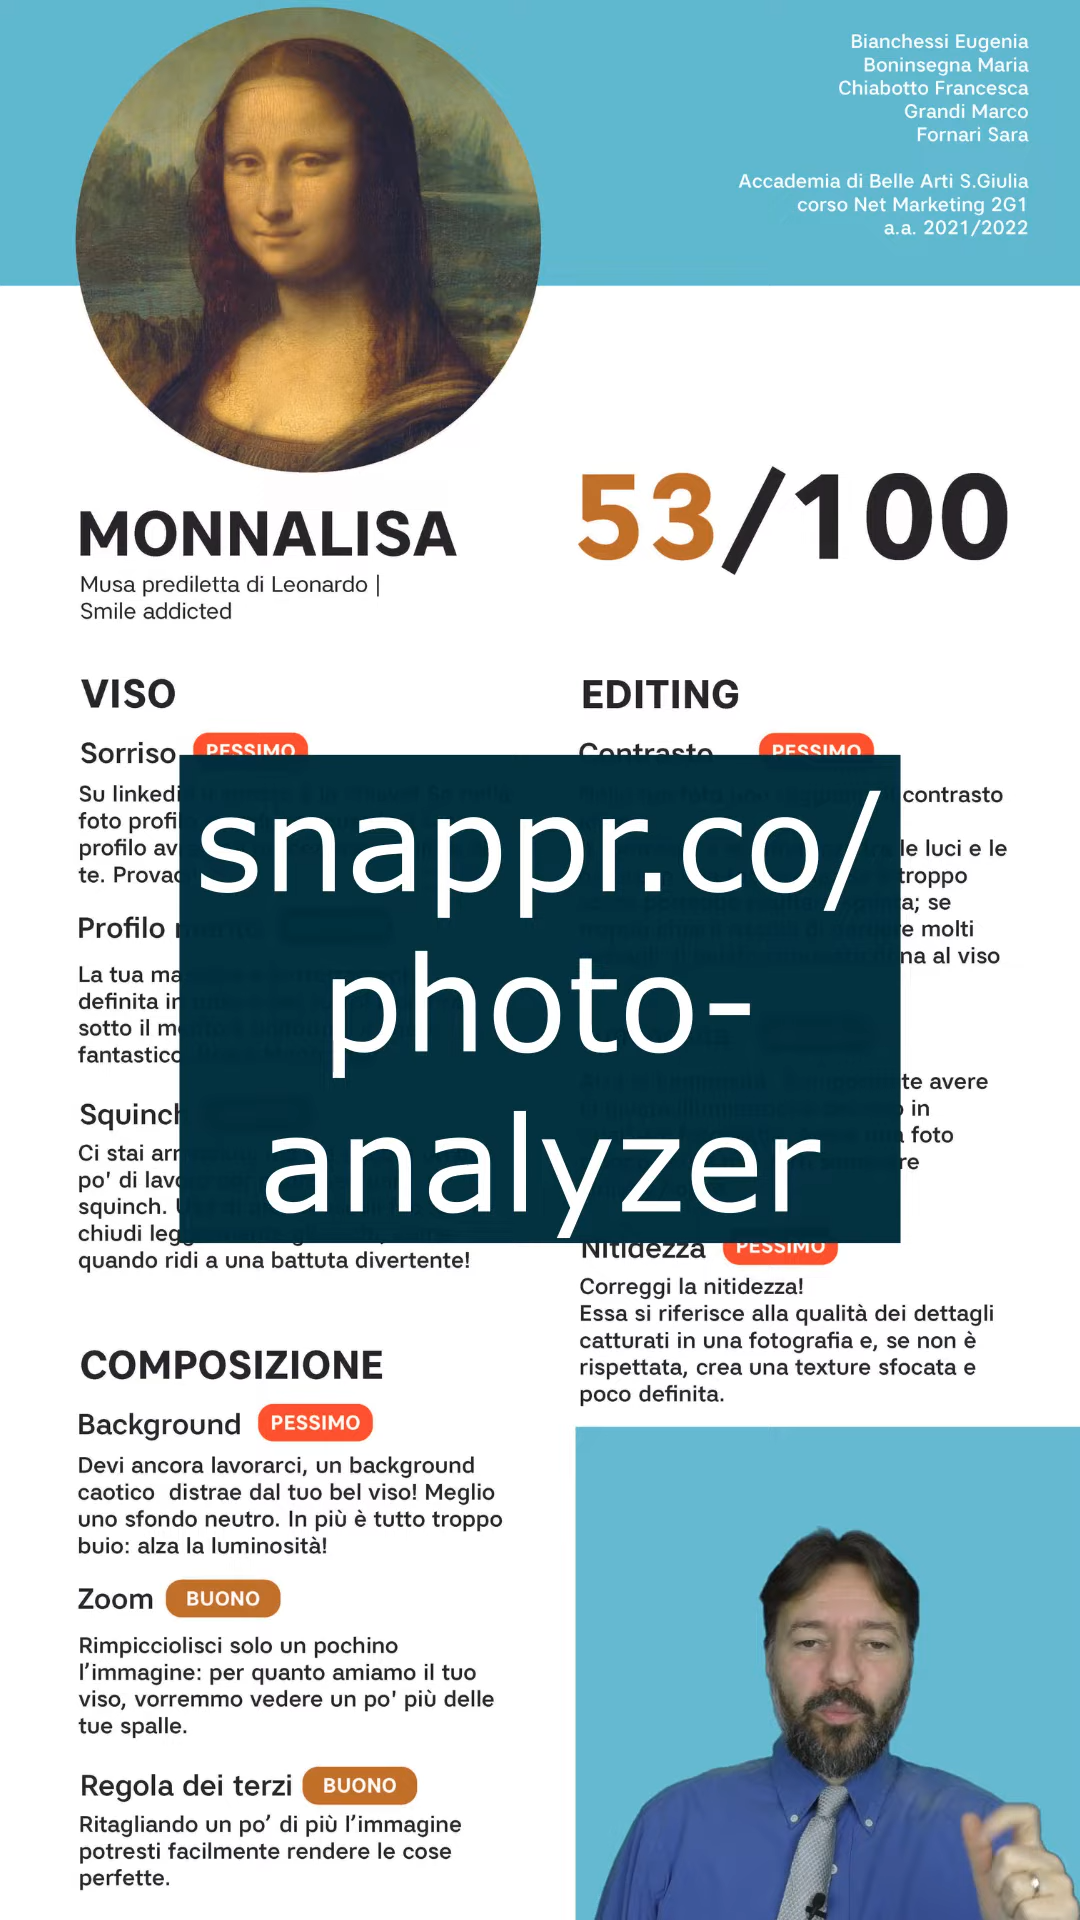 Bianchessi Eugenia
Boninsegna Maria
Chiabotto Francesca
Grandi Marco
Fornari Sara
Accademia di Belle Arti S.Giulia
corso Net Marketing 2G1
a.a. 2021/2022
53/100
MONNALISA
Musa prediletta di Leonardo |
Smile addicted
VISO
Sorriso PESSIMO
Su linkedi
foto profi
profilo av
te. Provac
Profilo
La tua ma
definita in
sotto il m
fantastico
Squinch
Ci stai arr
po' di lavo
squinch.
chiudi leg
quando ridi a una battuta divertente!
snappr.co/
photo-
analyzer
EDITING
Contrasto PESSIMO
contrasto
le luci e le
troppo
se
molti
na al viso
te avere
in
foto
re
Nitidezza PESSIMO
Correggi la nitidezza!
Essa si riferisce alla qualità dei dettagli
catturati in una fotografia e, se non è
rispettata, crea una texture sfocata e
poco definita.
COMPOSIZIONE
Background PESSIMO
Devi ancora lavorarci, un background
caotico distrae dal tuo bel viso! Meglio
uno sfondo neutro. In più è tutto troppo
buio: alza la luminosità!
Zoom BUONO
Rimpicciolisci solo un pochino
l'immagine: per quanto amiamo il tuo
viso, vorremmo vedere un po' più delle
tue spalle.
Regola dei terzi BUONO
Ritagliando un po' di più l'immagine
potresti facilmente rendere le cose
perfette.